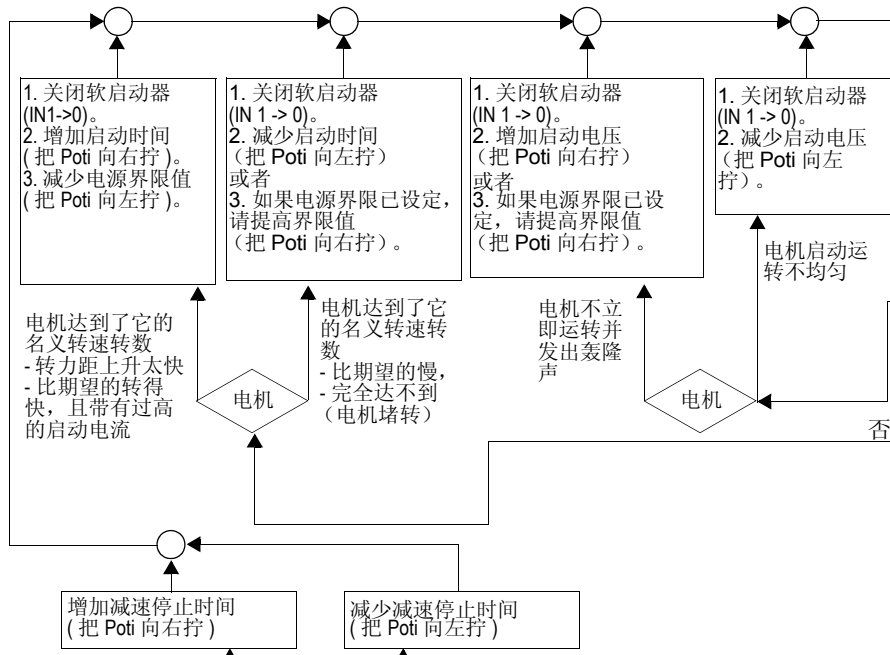 1. 关闭软启动器
(IN1->0)。
2. 增加启动时间
( 把 Poti 向右拧 )。
3. 减少电源界限值
( 把 Poti 向左拧 )。
1. 关闭软启动器
(IN 1 -> 0)。
2. 减少启动时间
（把 Poti 向左拧）
或者
3. 如果电源界限已设定，
请提高界限值
（把 Poti 向右拧）。
1. 关闭软启动器
(IN 1 -> 0)。
2. 增加启动电压
（把 Poti 向右拧）
或者
3. 如果电源界限已设
定，请提高界限值
（把 Poti 向右拧）。
1. 关闭软启动器
(IN 1 -> 0)。
2. 减少启动电压
（把 Poti 向左
拧）。
电机达到了它的
名义转速转数
- 转力距上升太快
- 比期望的转得
快，且带有过高
的启动电流
电机
电机达到了它
的名义转速转
数
- 比期望的慢，
- 完全达不到
（电机堵转）
电机不立
即运转并
发出轰隆
声
电机
电机启动运
转不均匀
否
增加减速停止时间
( 把 Poti 向右拧 )
减少减速停止时间
( 把 Poti 向左拧 )